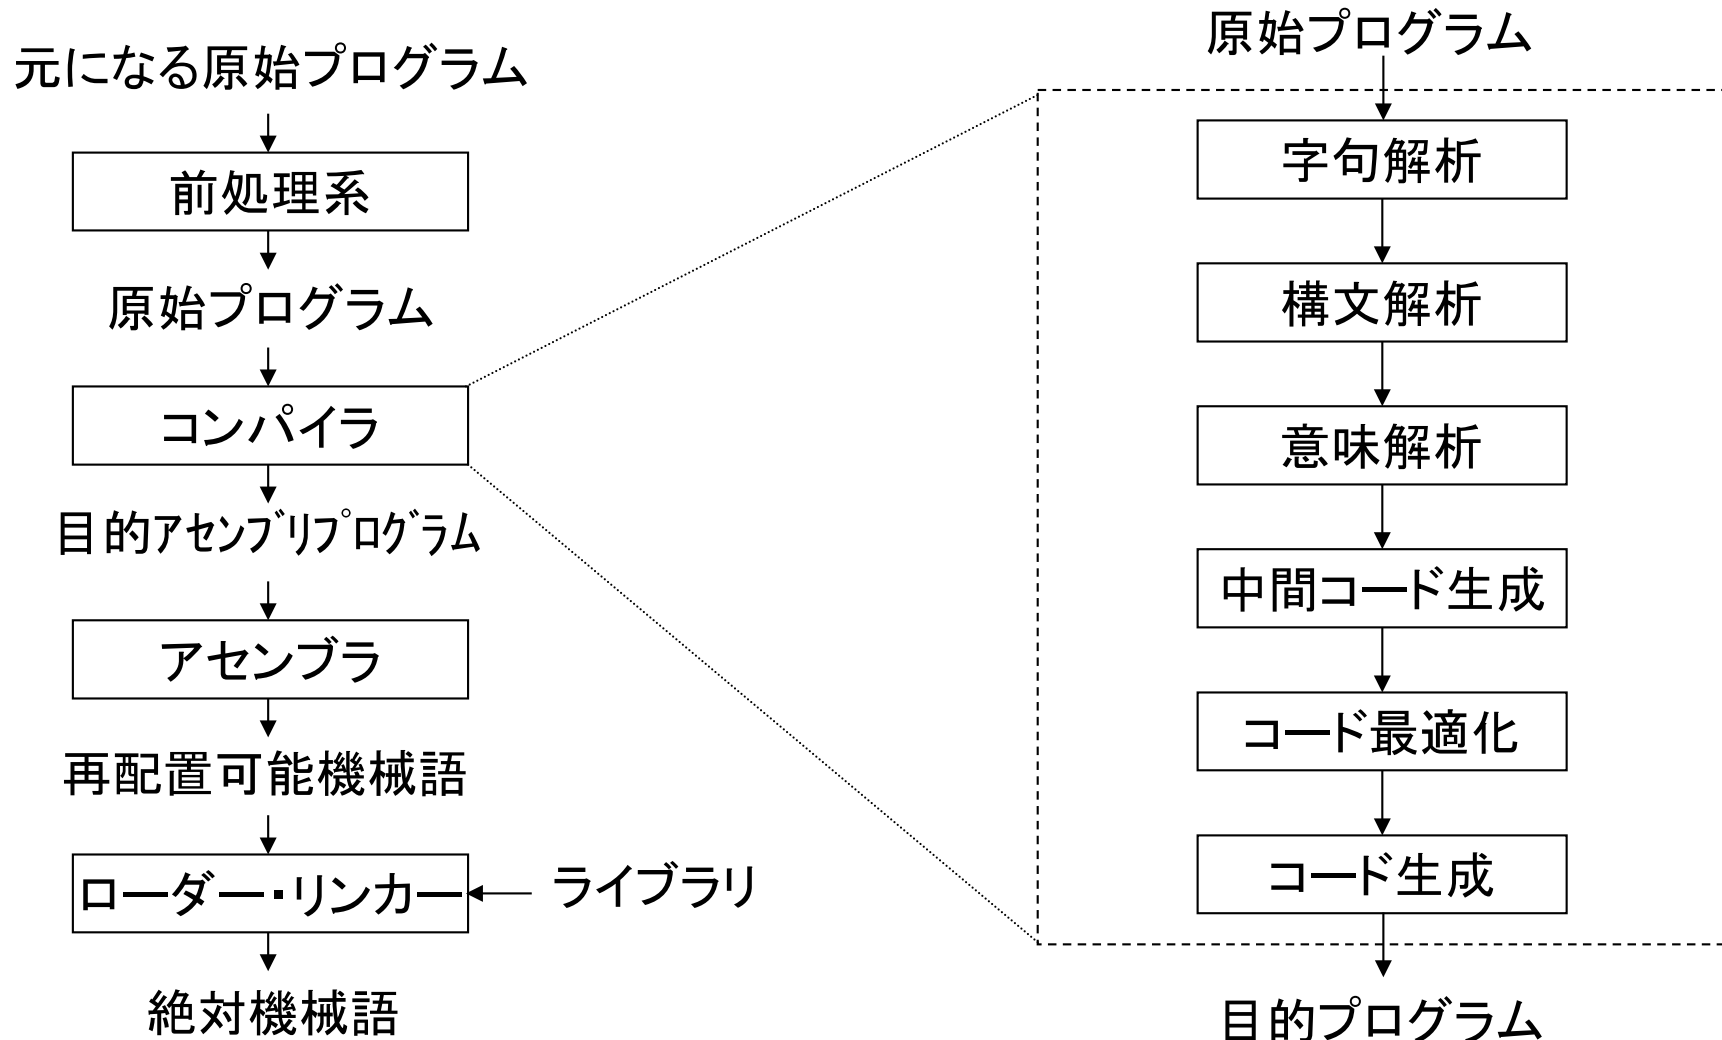 元になる原始プログラム
前処理系
原始プログラム
コンパイラ
目的アセンブリプログラム
アセンブラ
再配置可能機械語
ローダー・リンカー
ライブラリ
絶対機械語
原始プログラム
字句解析
構文解析
意味解析
中間コード生成
コード最適化
コード生成
目的プログラム